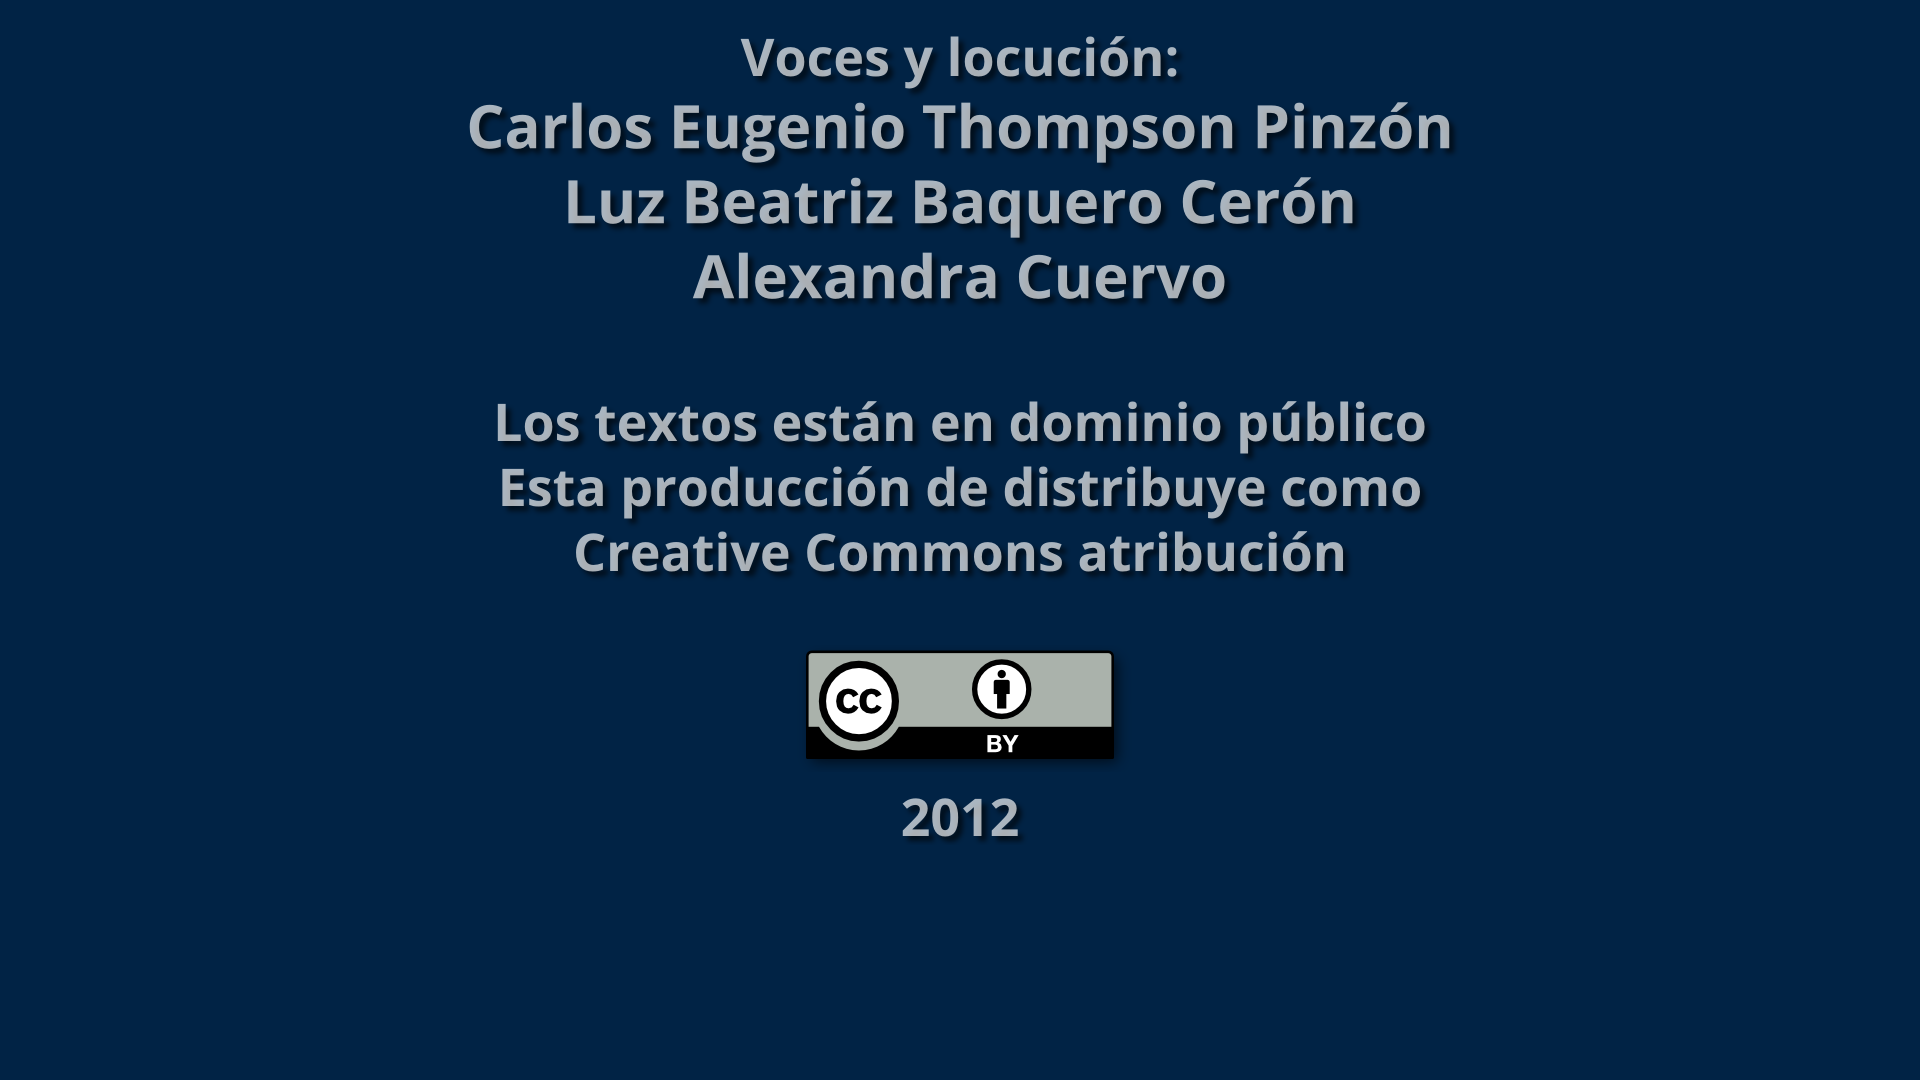 Voces y locución:
Carlos Eugenio Thompson Pinzón
Luz Beatriz Baquero Cerón
Alexandra Cuervo
Los textos están en dominio público
Esta producción de distribuye como
Creative Commons atribución
cc
BY
2012